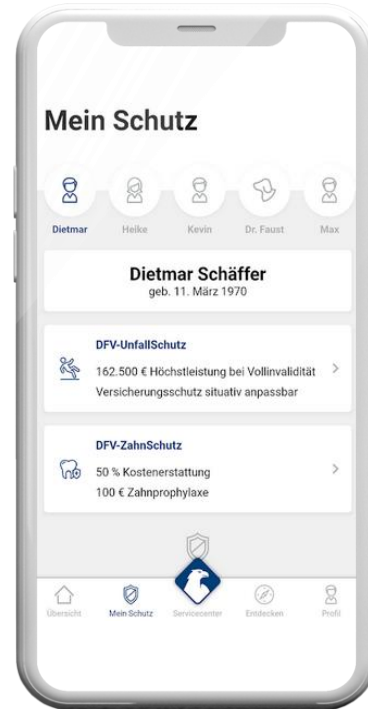 Mein Schutz
Dietmar
Heike
Kevin
Dr. Faust
Max
Dietmar Schäffer
geb. 11. März 1970
DFV-UnfallSchutz
162.500 € Höchstleistung bei Vollinvalidität
Versicherungsschutz situativ anpassbar
DFV-ZahnSchutz
50 % Kostenerstattung
100 € Zahnprophylaxe
Übersicht
Mein Schutz
Servicecenter
Entdecken
Profil